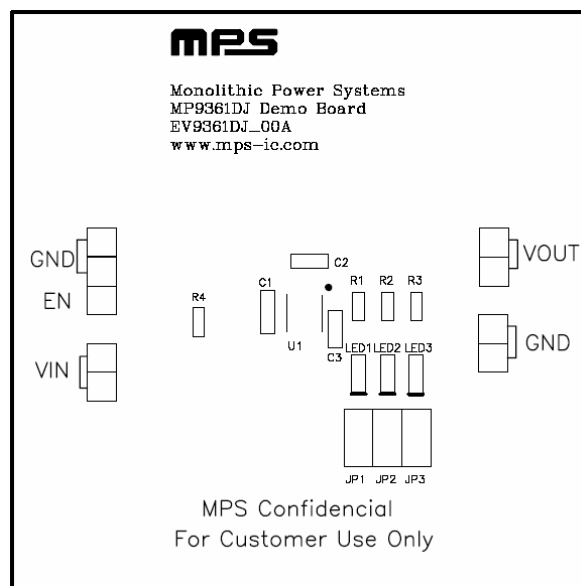 mps
Monolithic Power Systems
MP9361DJ Demo Board
EV9361DJ_00A
www.mps-ic.com
GND
EN
VIN
R4
C1
C2
U1
C3
R1 R2 R3
LED1 LED2 LED3
JP1 JP2 JP3
VOUT
GND
MPS Confidencial
For Customer Use Only